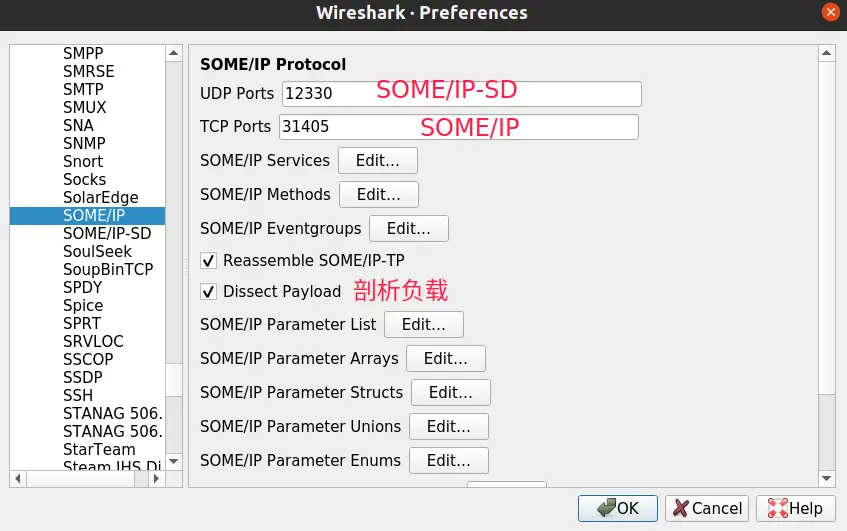 Wireshark · Preferences
SMPP
SMRSE
SMTP
SMUX
SNA
SNMP
Snort
Socks
SolarEdge
SOME/IP
SOME/IP-SD
SoulSeek
SoupBinTCP
SPDY
Spice
SPRT
SRVLOC
SSCOP
SSDP
SSH
STANAG 506.
STANAG 506.
StarTeam
Steam IHS Di
SOME/IP Protocol
UDP Ports 12330 SOME/IP-SD
TCP Ports 31405 SOME/IP
SOME/IP Services Edit...
SOME/IP Methods Edit...
SOME/IP Eventgroups Edit...
Reassemble SOME/IP-TP
Dissect Payload 剖析负载
SOME/IP Parameter List Edit...
SOME/IP Parameter Arrays Edit...
SOME/IP Parameter Structs Edit...
SOME/IP Parameter Unions Edit...
SOME/IP Parameter Enums Edit...
OK Cancel Help